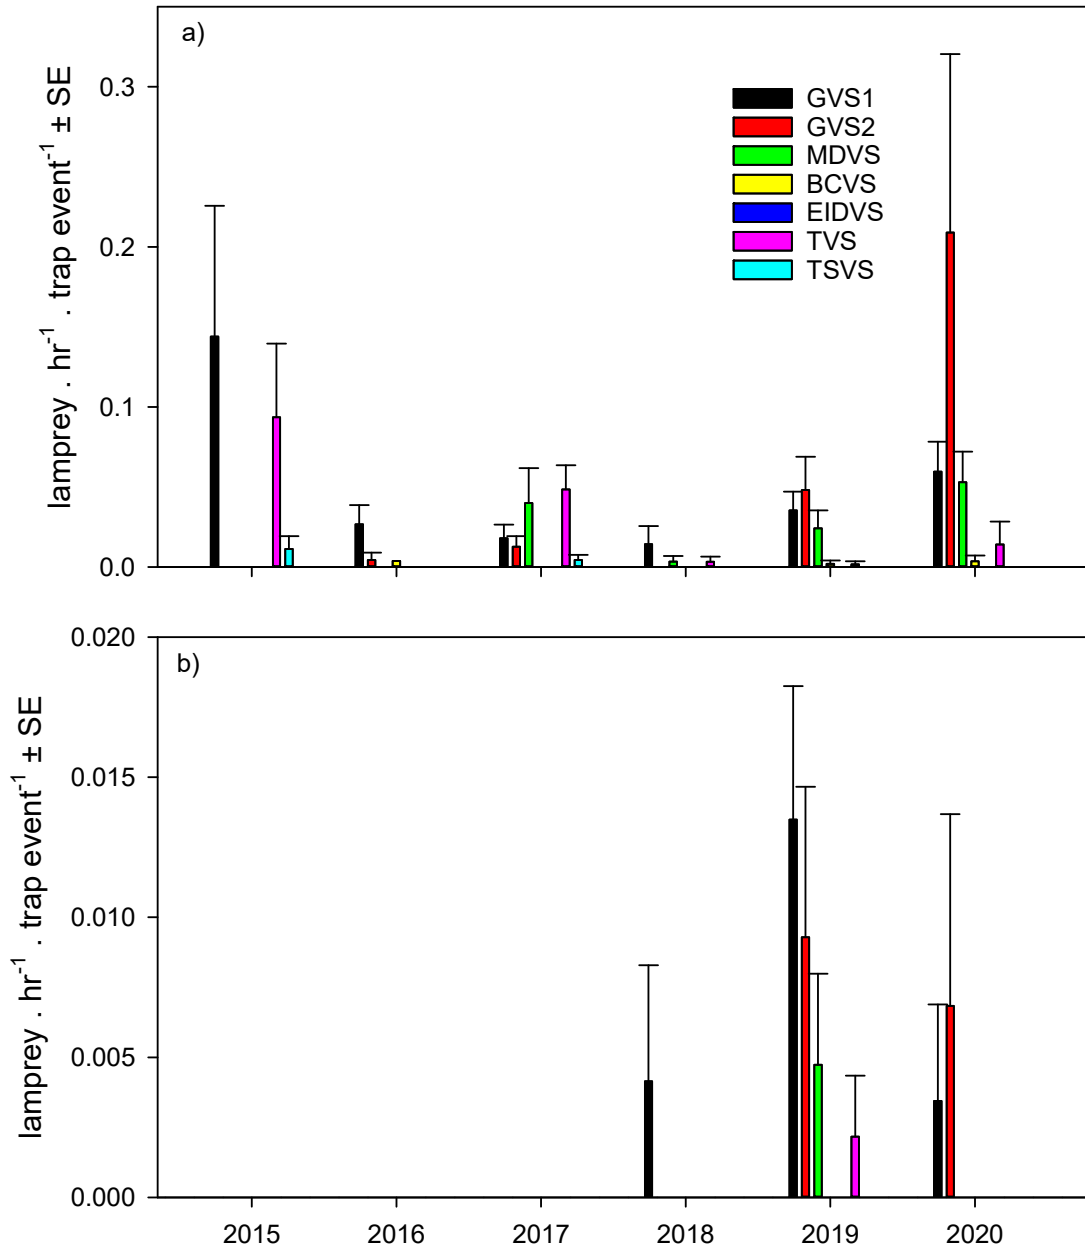 a)
lamprey . hr⁻¹ . trap event⁻¹ ± SE
0.3
0.2
0.1
0.0
GVS1
GVS2
MDVS
BCVS
EIDVS
TVS
TSVS
b)
lamprey . hr⁻¹ . trap event⁻¹ ± SE
0.020
0.015
0.010
0.005
0.000
2015 2016 2017 2018 2019 2020